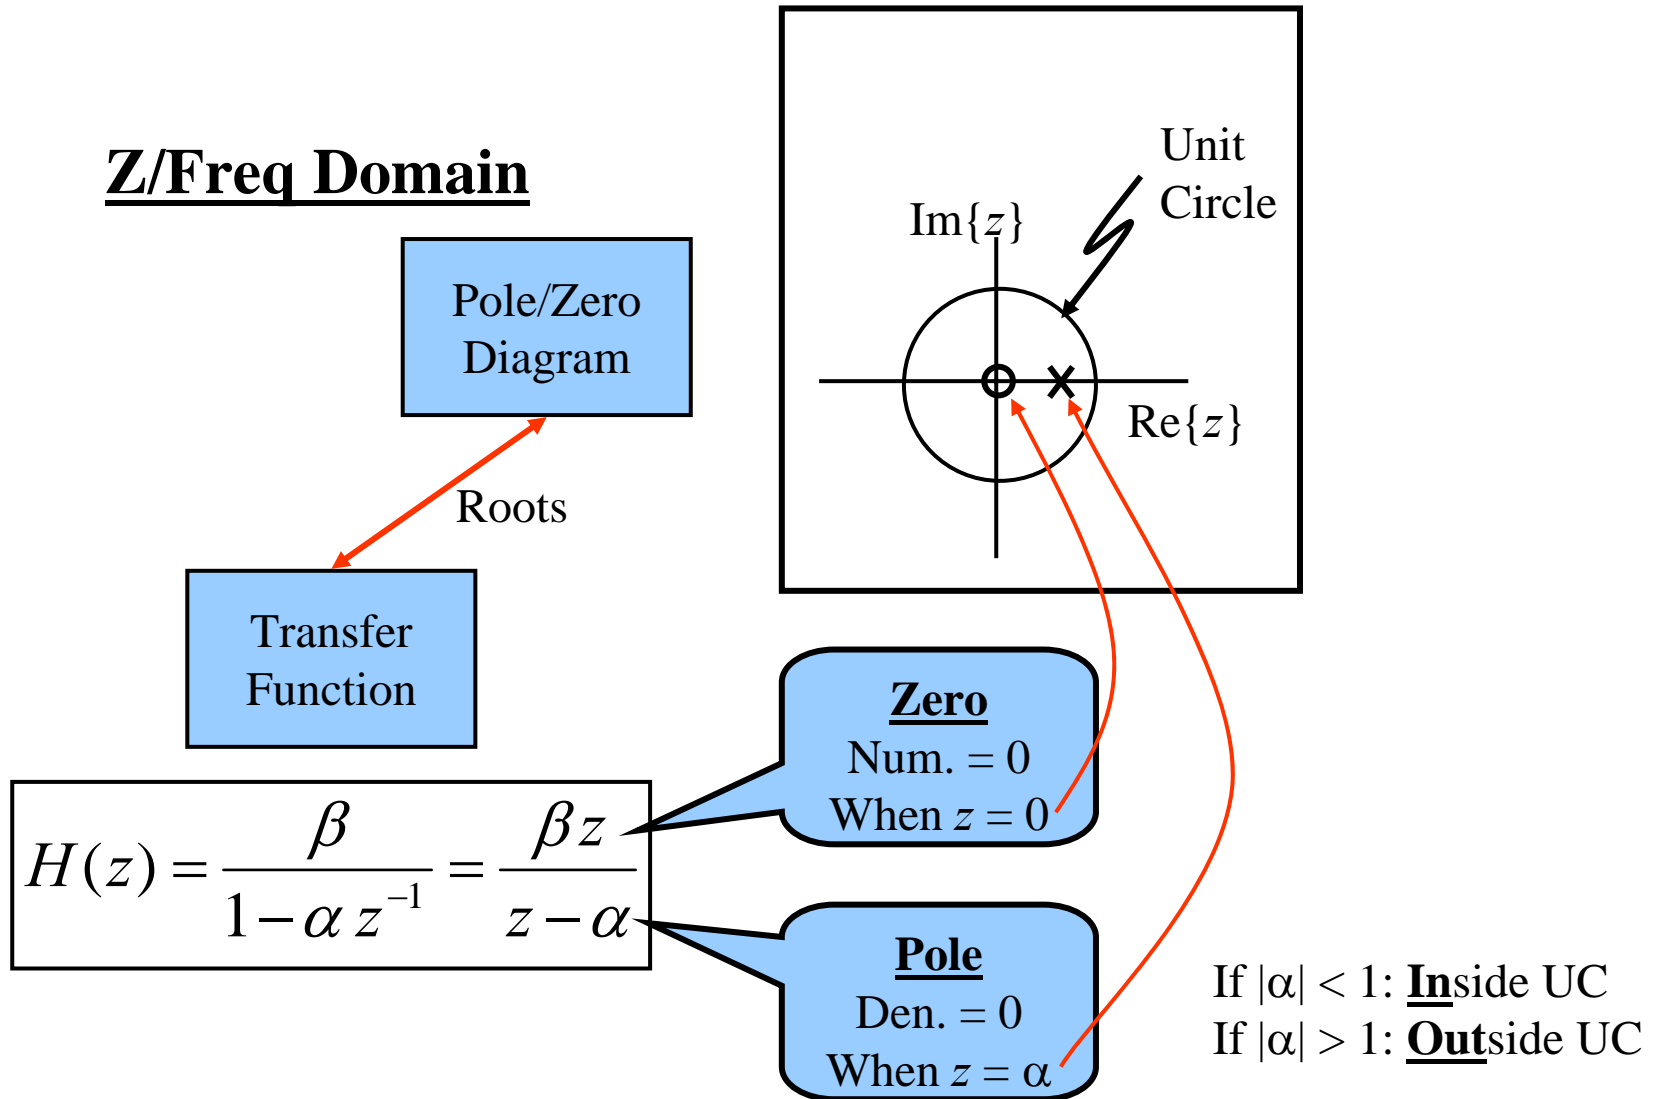 Z/Freq Domain
Pole/Zero
Diagram
Roots
Transfer
Function
Unit
Circle
Im{z}
Re{z}
H(z) = β / (1 − α z⁻¹) = β z / (z − α)
Zero
Num. = 0
When z = 0
Pole
Den. = 0
When z = α
If |α| < 1: Inside UC
If |α| > 1: Outside UC